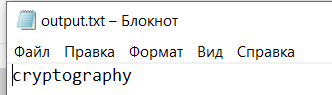 output.txt – Блокнот
Файл Правка Формат Вид Справка
cryptography